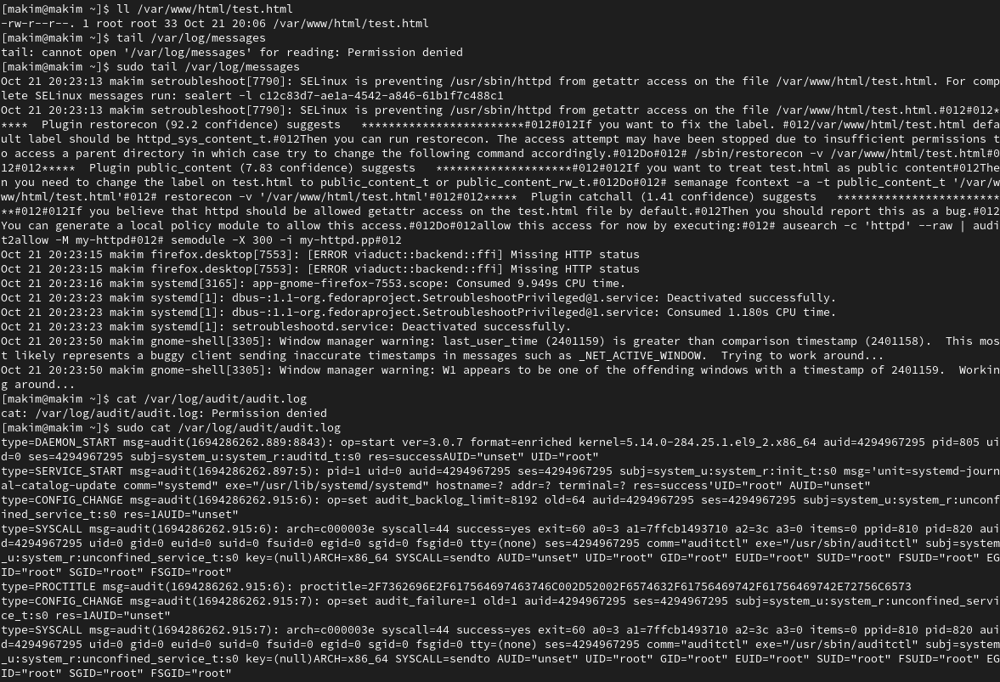 [makim@makim ~]$ ll /var/www/html/test.html
-rw-r--r--. 1 root root 33 Oct 21 20:06 /var/www/html/test.html
[makim@makim ~]$ tail /var/log/messages
tail: cannot open '/var/log/messages' for reading: Permission denied
[makim@makim ~]$ sudo tail /var/log/messages
Oct 21 20:23:13 makim setroubleshoot[7790]: SELinux is preventing /usr/sbin/httpd from getattr access on the file /var/www/html/test.html. For comp
lete SELinux messages run: sealert -l c12c83d7-ae1a-4542-a846-61b1f7c488c1
Oct 21 20:23:13 makim setroubleshoot[7790]: SELinux is preventing /usr/sbin/httpd from getattr access on the file /var/www/html/test.html.#012#012*
****  Plugin restorecon (92.2 confidence) suggests   ************************#012#012If you want to fix the label. #012/var/www/html/test.html defa
ult label should be httpd_sys_content_t.#012Then you can run restorecon. The access attempt may have been stopped due to insufficient permissions t
o access a parent directory in which case try to change the following command accordingly.#012Do#012# /sbin/restorecon -v /var/www/html/test.html#0
12#012*****  Plugin public_content (7.83 confidence) suggests   ********************#012#012If you want to treat test.html as public content#012The
n you need to change the label on test.html to public_content_t or public_content_rw_t.#012Do#012# semanage fcontext -a -t public_content_t '/var/w
ww/html/test.html'#012# restorecon -v '/var/www/html/test.html'#012#012*****  Plugin catchall (1.41 confidence) suggests   ************************
**#012#012If you believe that httpd should be allowed getattr access on the test.html file by default.#012Then you should report this as a bug.#012
You can generate a local policy module to allow this access.#012Do#012allow this access for now by executing:#012# ausearch -c 'httpd' --raw | audi
t2allow -M my-httpd#012# semodule -X 300 -i my-httpd.pp#012
Oct 21 20:23:15 makim firefox.desktop[7553]: [ERROR viaduct::backend::ffi] Missing HTTP status
Oct 21 20:23:15 makim firefox.desktop[7553]: [ERROR viaduct::backend::ffi] Missing HTTP status
Oct 21 20:23:16 makim systemd[3165]: app-gnome-firefox-7553.scope: Consumed 9.949s CPU time.
Oct 21 20:23:23 makim systemd[1]: dbus-:1.1-org.fedoraproject.SetroubleshootPrivileged@1.service: Deactivated successfully.
Oct 21 20:23:23 makim systemd[1]: dbus-:1.1-org.fedoraproject.SetroubleshootPrivileged@1.service: Consumed 1.180s CPU time.
Oct 21 20:23:23 makim systemd[1]: setroubleshootd.service: Deactivated successfully.
Oct 21 20:23:50 makim gnome-shell[3305]: Window manager warning: last_user_time (2401159) is greater than comparison timestamp (2401158).  This mos
t likely represents a buggy client sending inaccurate timestamps in messages such as _NET_ACTIVE_WINDOW.  Trying to work around...
Oct 21 20:23:50 makim gnome-shell[3305]: Window manager warning: W1 appears to be one of the offending windows with a timestamp of 2401159.  Workin
g around...
[makim@makim ~]$ cat /var/log/audit/audit.log
cat: /var/log/audit/audit.log: Permission denied
[makim@makim ~]$ sudo cat /var/log/audit/audit.log
type=DAEMON_START msg=audit(1694286262.889:8843): op=start ver=3.0.7 format=enriched kernel=5.14.0-284.25.1.el9_2.x86_64 auid=4294967295 pid=805 ui
d=0 ses=4294967295 subj=system_u:system_r:auditd_t:s0 res=successAUID="unset" UID="root"
type=SERVICE_START msg=audit(1694286262.897:5): pid=1 uid=0 auid=4294967295 ses=4294967295 subj=system_u:system_r:init_t:s0 msg='unit=systemd-journ
al-catalog-update comm="systemd" exe="/usr/lib/systemd/systemd" hostname=? addr=? terminal=? res=success'UID="root" AUID="unset"
type=CONFIG_CHANGE msg=audit(1694286262.915:6): op=set audit_backlog_limit=8192 old=64 auid=4294967295 ses=4294967295 subj=system_u:system_r:unconf
ined_service_t:s0 res=1AUID="unset"
type=SYSCALL msg=audit(1694286262.915:6): arch=c000003e syscall=44 success=yes exit=60 a0=3 a1=7ffcb1493710 a2=3c a3=0 items=0 ppid=810 pid=820 aui
d=4294967295 uid=0 gid=0 euid=0 suid=0 fsuid=0 egid=0 sgid=0 fsgid=0 tty=(none) ses=4294967295 comm="auditctl" exe="/usr/sbin/auditctl" subj=system
_u:system_r:unconfined_service_t:s0 key=(null)ARCH=x86_64 SYSCALL=sendto AUID="unset" UID="root" GID="root" EUID="root" SUID="root" FSUID="root" EG
ID="root" SGID="root" FSGID="root"
type=PROCTITLE msg=audit(1694286262.915:6): proctitle=2F7362696E2F617564697463746C002D52002F6574632F61756469742F61756469742E72756C6573
type=CONFIG_CHANGE msg=audit(1694286262.915:7): op=set audit_failure=1 old=1 auid=4294967295 ses=4294967295 subj=system_u:system_r:unconfined_servi
ce_t:s0 res=1AUID="unset"
type=SYSCALL msg=audit(1694286262.915:7): arch=c000003e syscall=44 success=yes exit=60 a0=3 a1=7ffcb1493710 a2=3c a3=0 items=0 ppid=810 pid=820 aui
d=4294967295 uid=0 gid=0 euid=0 suid=0 fsuid=0 egid=0 sgid=0 fsgid=0 tty=(none) ses=4294967295 comm="auditctl" exe="/usr/sbin/auditctl" subj=system
_u:system_r:unconfined_service_t:s0 key=(null)ARCH=x86_64 SYSCALL=sendto AUID="unset" UID="root" GID="root" EUID="root" SUID="root" FSUID="root" EG
ID="root" SGID="root" FSGID="root"